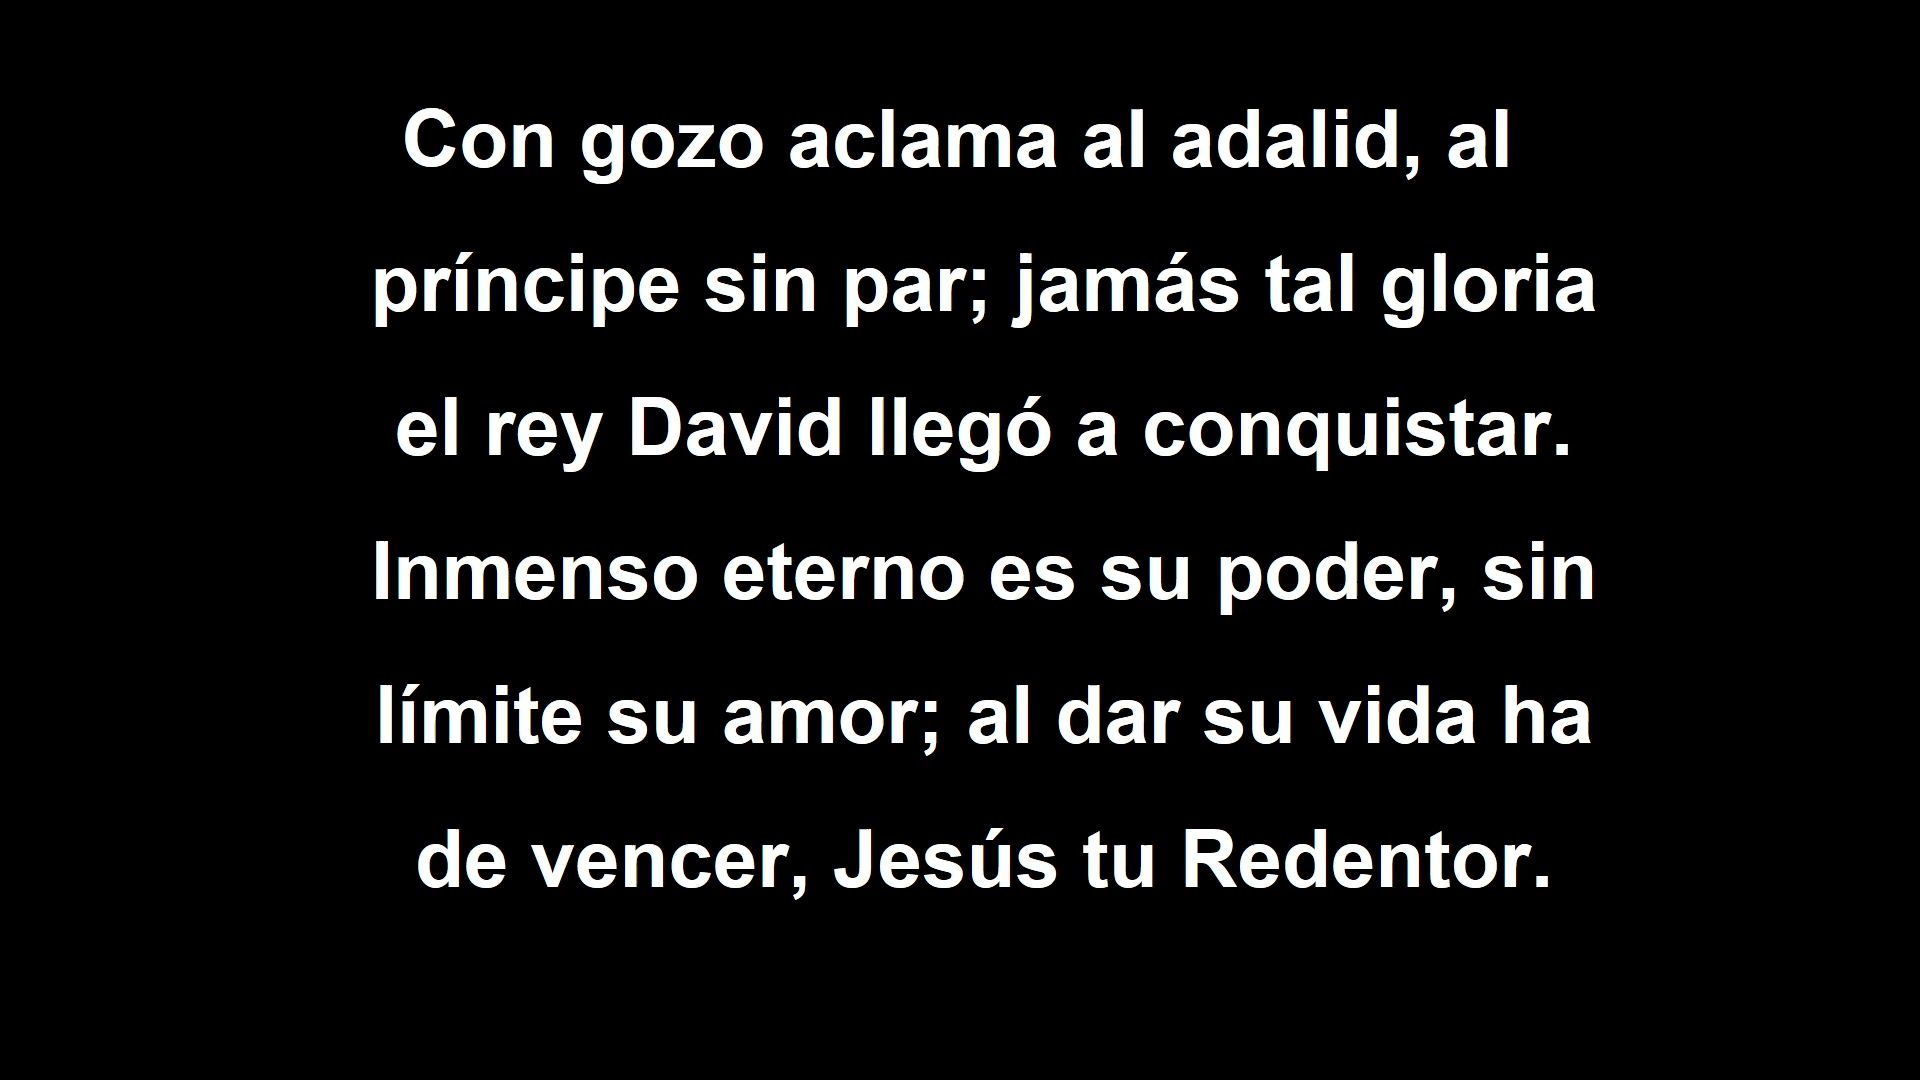 Con gozo aclama al adalid, al
príncipe sin par; jamás tal gloria
el rey David llegó a conquistar.
Inmenso eterno es su poder, sin
límite su amor; al dar su vida ha
de vencer, Jesús tu Redentor.